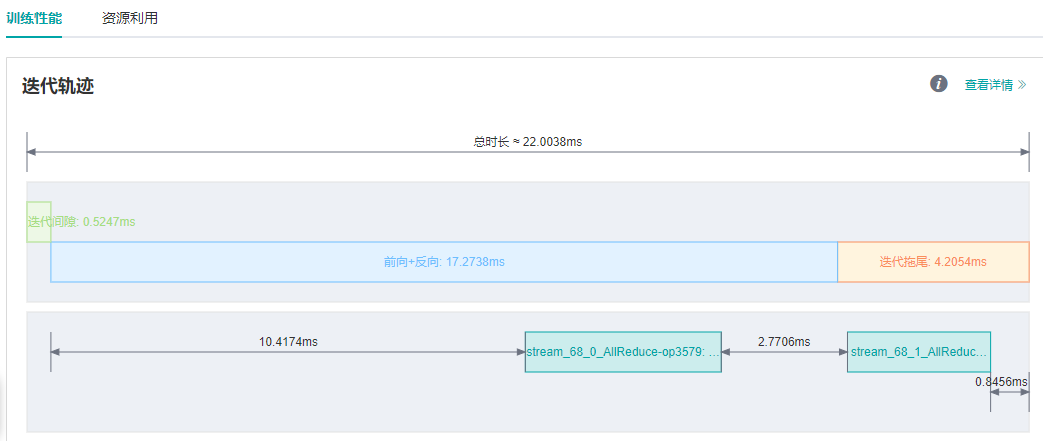 训练性能 资源利用
迭代轨迹
i 查看详情
总时长 ≈ 22.0038ms
迭代间隙: 0.5247ms
前向+反向: 17.2738ms 迭代拖尾: 4.2054ms
10.4174ms stream_68_0_AllReduce-op3579: ... 2.7706ms stream_68_1_AllReduc...
0.8456ms